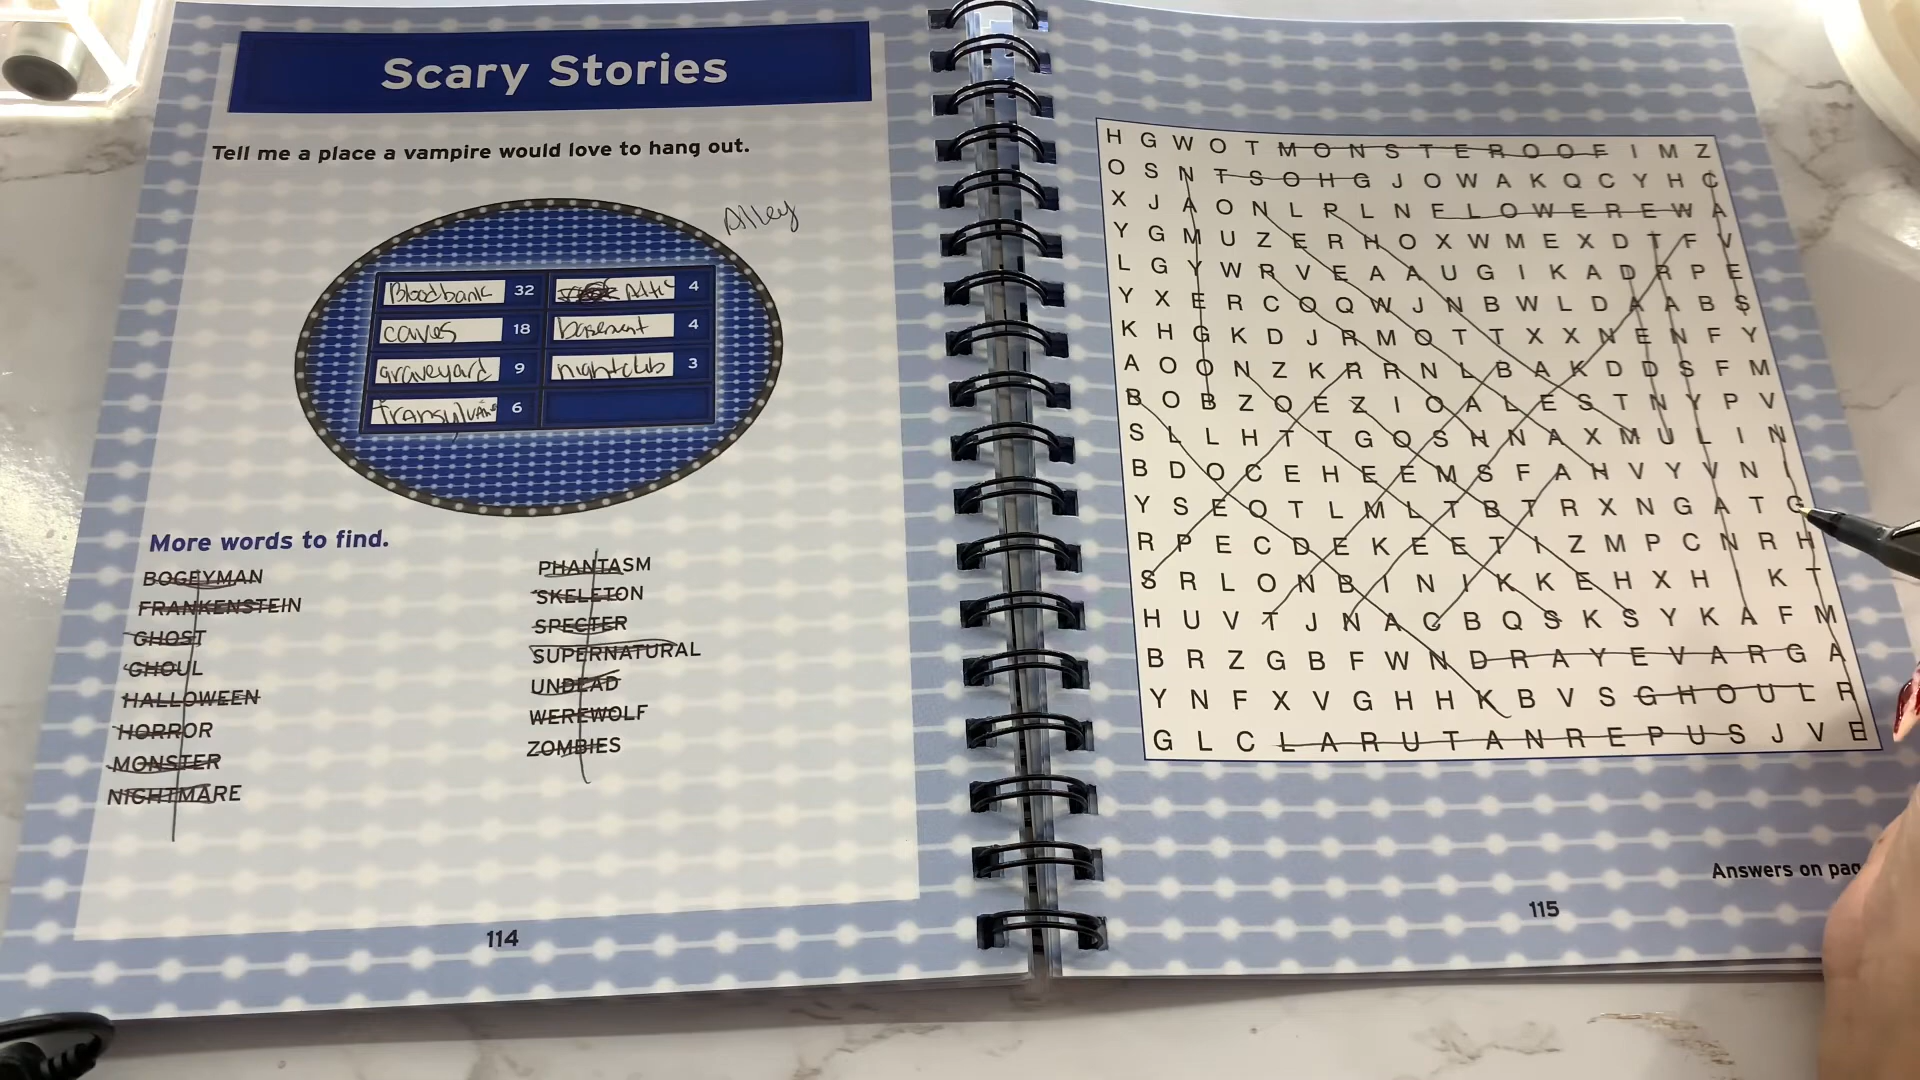 Scary Stories
Tell me a place a vampire would love to hang out.
Alley
Bloodbank 32
caves 18
graveyard 9
Transylvan 6
Attic 4
basement 4
nightclub 3
More words to find.
BOGEYMAN
FRANKENSTEIN
GHOST
GHOUL
HALLOWEEN
HORROR
MONSTER
NIGHTMARE
PHANTASM
SKELETON
SPECTER
SUPERNATURAL
UNDEAD
WEREWOLF
ZOMBIES
114
H G W O T M O N S T E R O O F I M Z
O S N T S O H G J O W A K Q C Y H C
X J A O N L P L N F L O W E R E W A
Y G M U Z E R H O X W M E X D T F V
L G Y W R V E A A U G I K A D R P E
Y X E R C O Q W J N B W L D A A B S
K H G K D J R M O T T X X N E N F Y
A O O N Z K R R N L B A K D D S F M
B O B Z O E Z I O A L E S T N Y P V
S L L H T T G O S H N A X M U L I N
B D O C E H E E M S F A H V Y V N I
Y S E O T L M L T B T R X N G A T G
R P E C D E K E E T I Z M P C N R H
S R L O N B I N I K K E H X H I K T
H U V T J N A C B Q S K S Y K A F M
B R Z G B F W N D R A Y E V A R G A
Y N F X V G H H K B V S G H O U L R
G L C L A R U T A N R E P U S J V E
Answers on pag
115